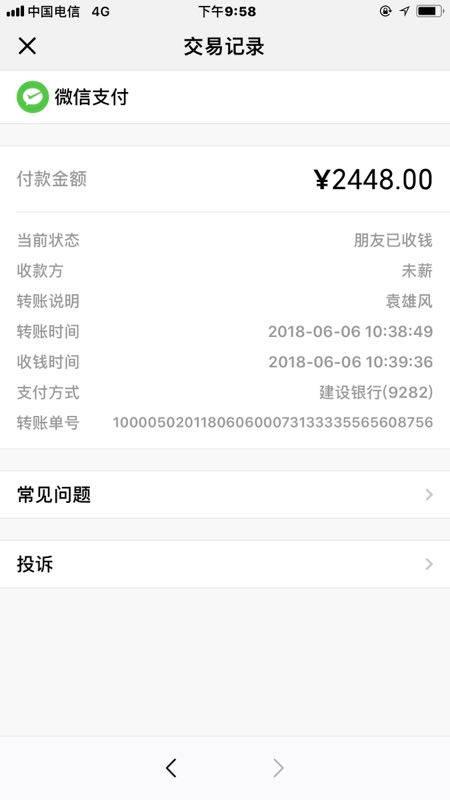 中国电信 4G 下午9:58
交易记录
微信支付
付款金额 ¥2448.00
当前状态 朋友已收钱
收款方 未薪
转账说明 袁雄风
转账时间 2018-06-06 10:38:49
收钱时间 2018-06-06 10:39:36
支付方式 建设银行(9282)
转账单号 100005020118060600073133335565608756
常见问题
投诉